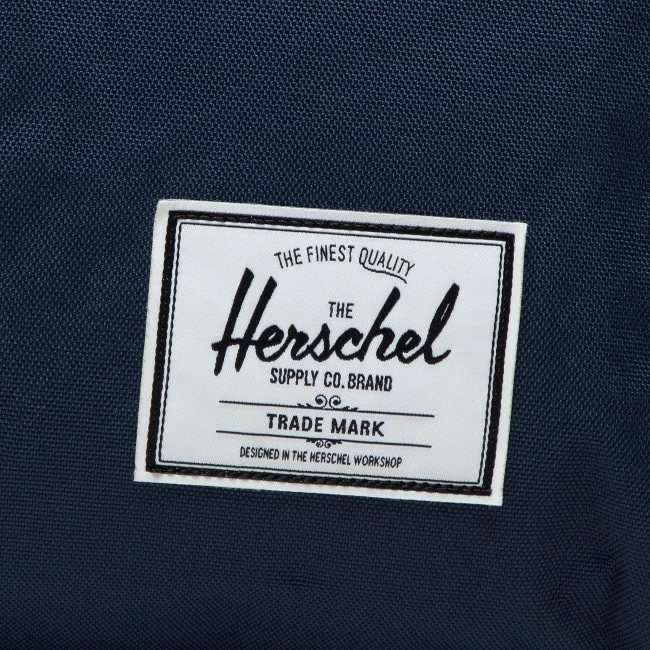 THE FINEST QUALITY
THE
Herschel
SUPPLY CO. BRAND
TRADE MARK
DESIGNED IN THE HERSCHEL WORKSHOP